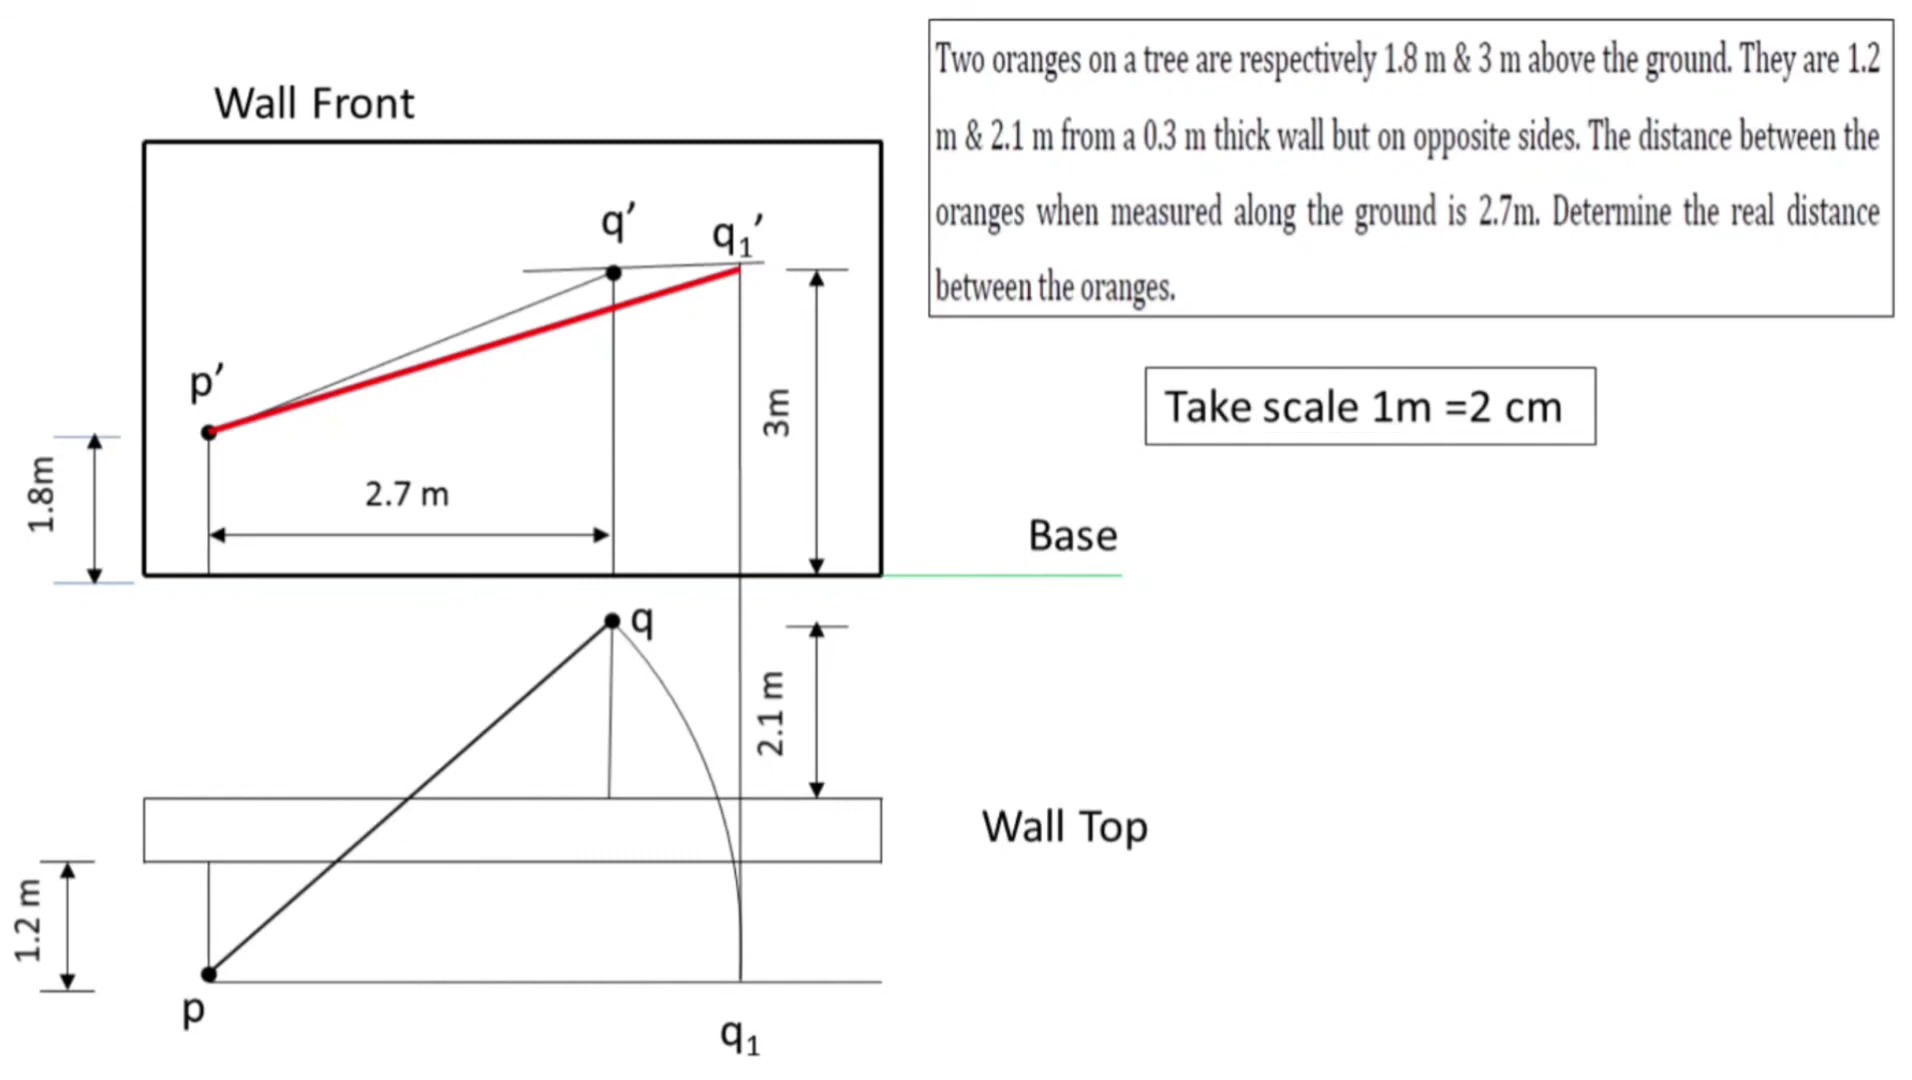 Two oranges on a tree are respectively 1.8 m & 3 m above the ground. They are 1.2
m & 2.1 m from a 0.3 m thick wall but on opposite sides. The distance between the
oranges when measured along the ground is 2.7m. Determine the real distance
between the oranges.
Wall Front
q′
q₁′
p′
Take scale 1m =2 cm
3m
1.8m
2.7 m
Base
q
2.1 m
Wall Top
1.2 m
p
q₁